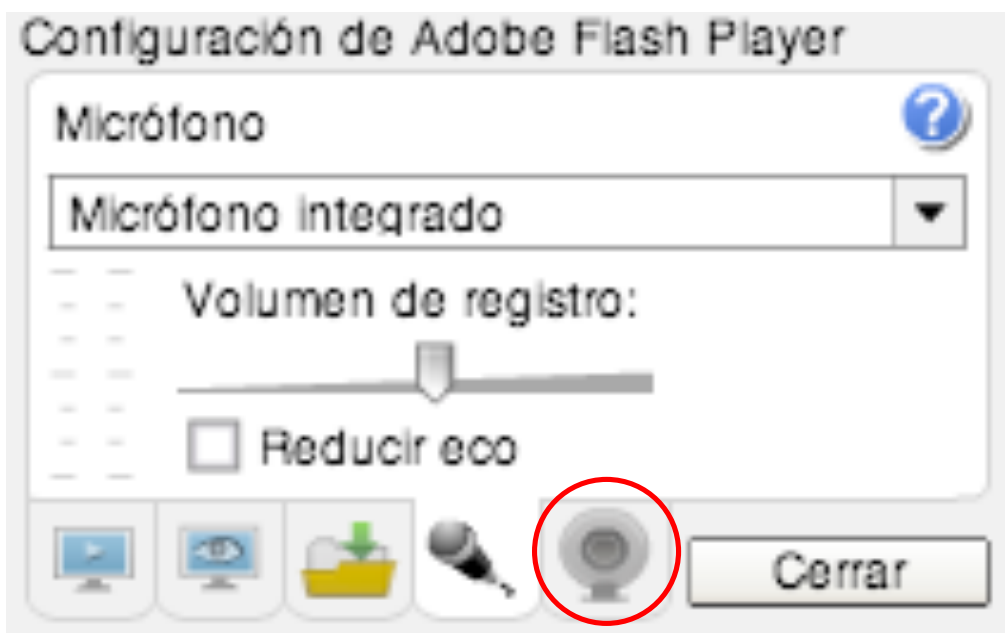 Configuración de Adobe Flash Player
Micrófono
?
Micrófono integrado
Volumen de registro:
Reducir eco
Cerrar